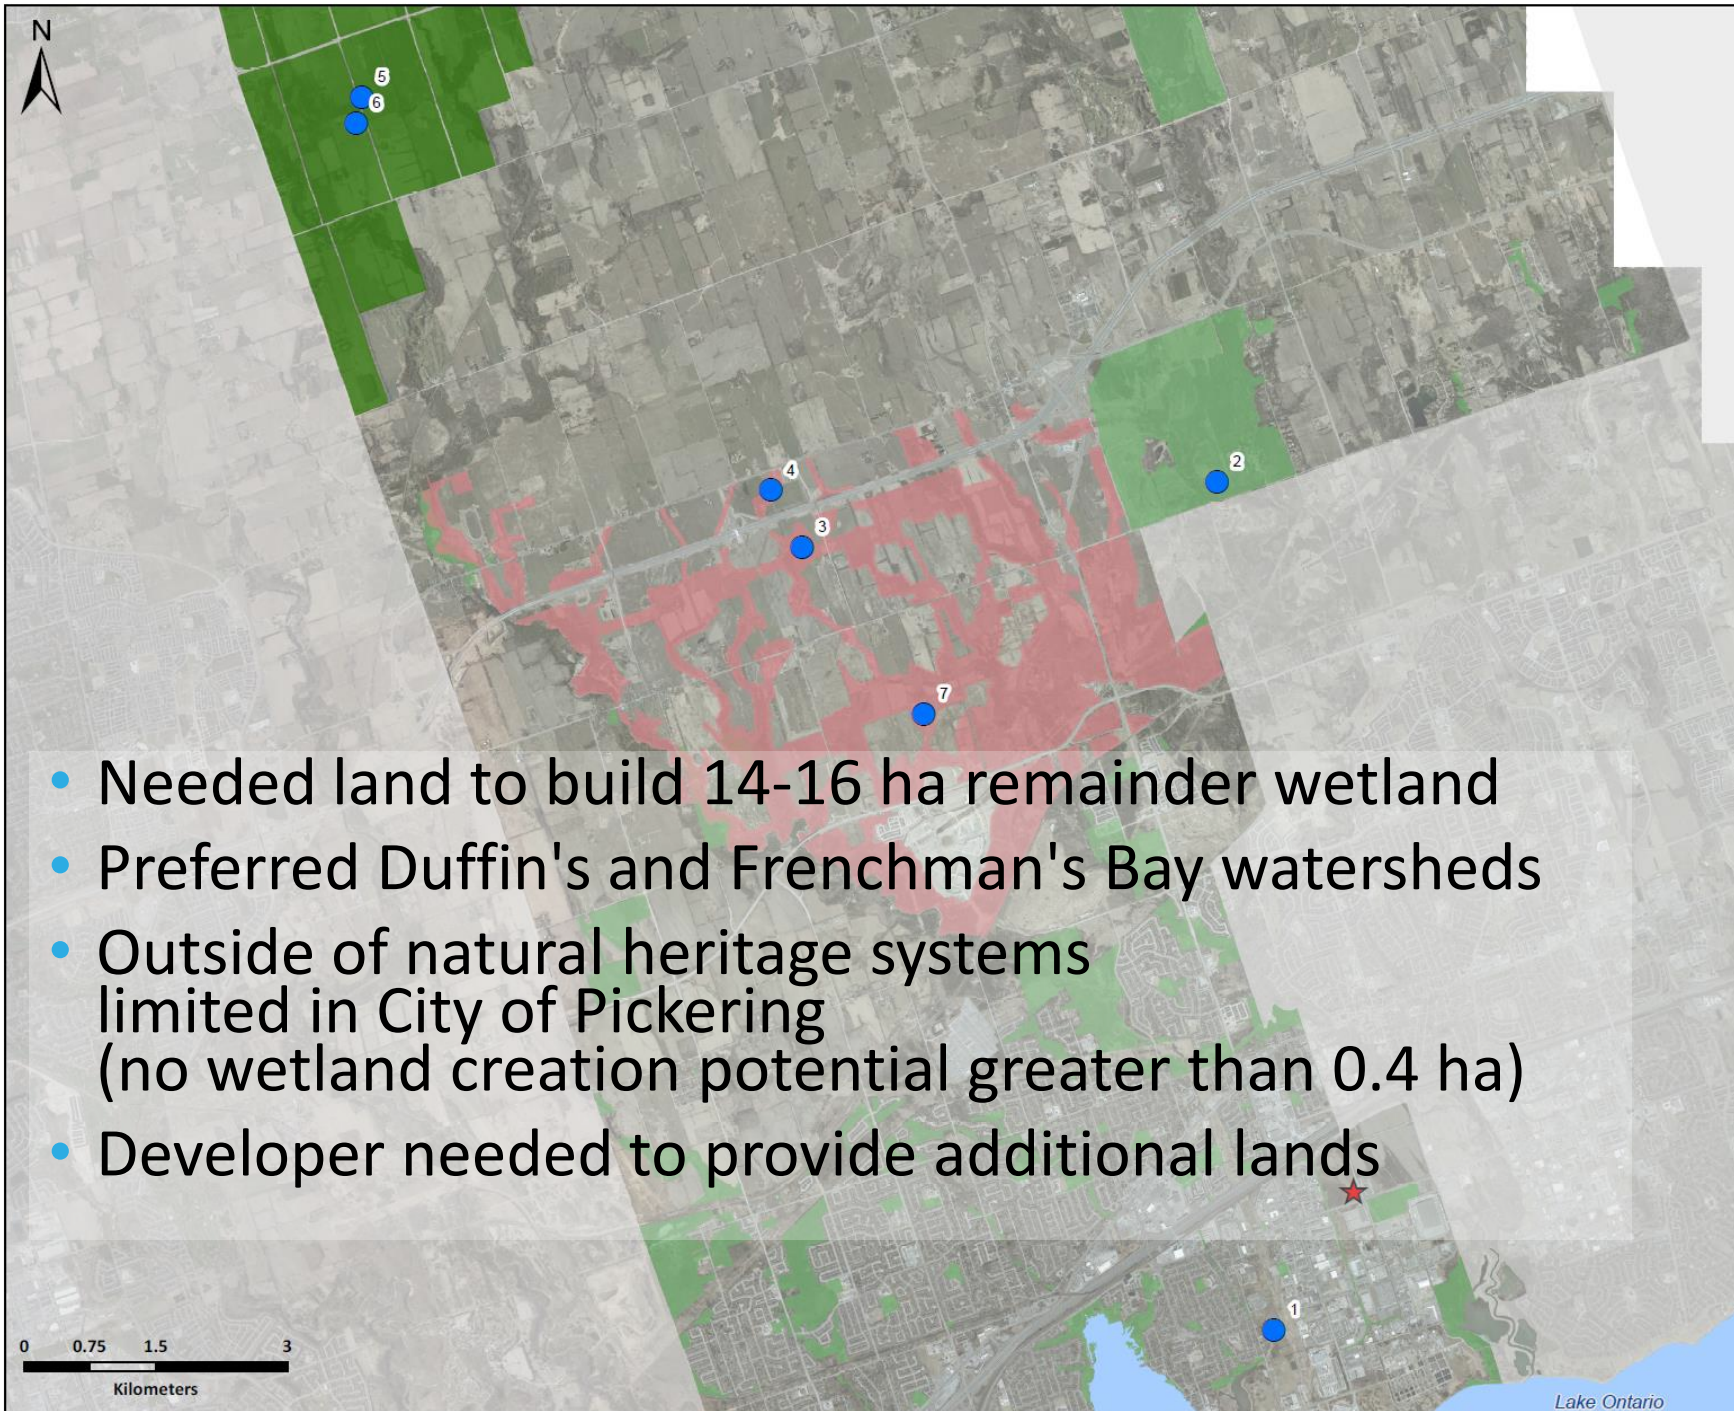 N
5
6
2
4
3
7
• Needed land to build 14-16 ha remainder wetland
• Preferred Duffin's and Frenchman's Bay watersheds
• Outside of natural heritage systems
limited in City of Pickering
(no wetland creation potential greater than 0.4 ha)
• Developer needed to provide additional lands
1
0 0.75 1.5 3
Kilometers
Lake Ontario